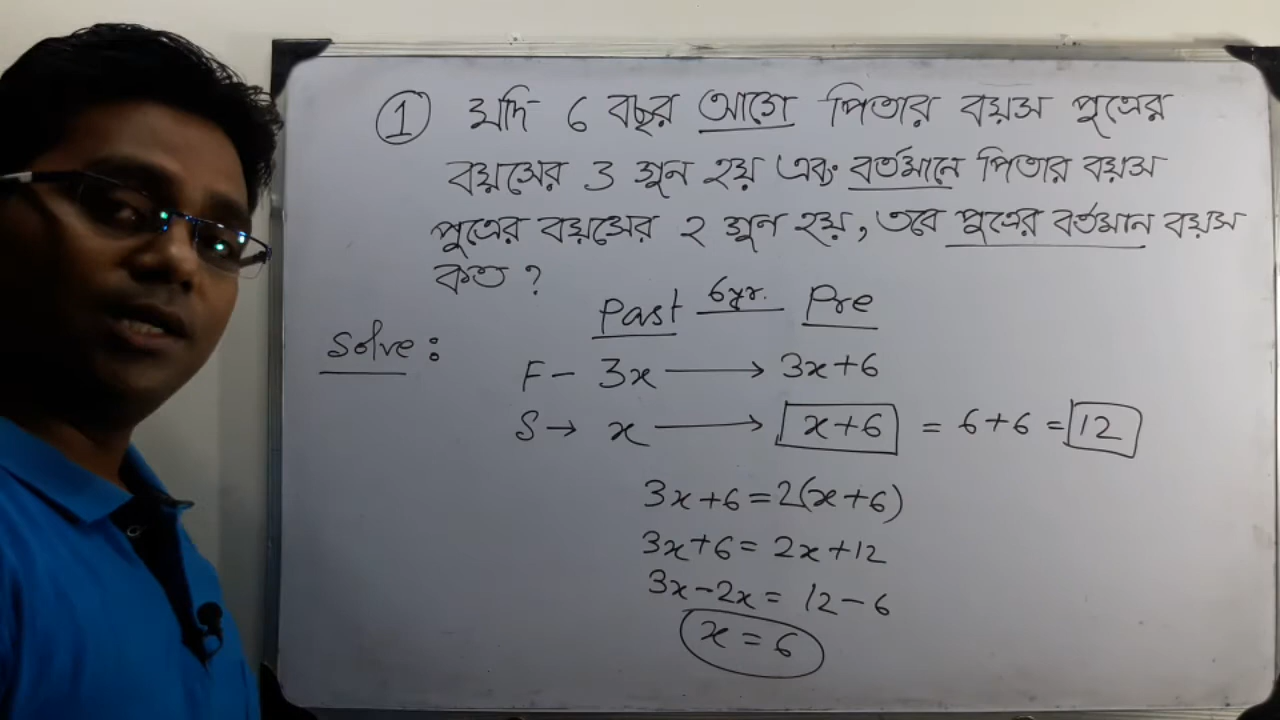 ① যদি ৬ বছর আগে পিতার বয়স পুত্রের
বয়সের ৩ গুন হয় এবং বর্তমানে পিতার বয়স
পুত্রের বয়সের ২ গুন হয়, তবে পুত্রের বর্তমান বয়স
কত ?
Solve :
Past 6yr. Pre
F - 3x → 3x+6
S → x → x+6 = 6+6 = 12
3x+6=2(x+6)
3x+6= 2x+12
3x-2x= 12-6
x = 6